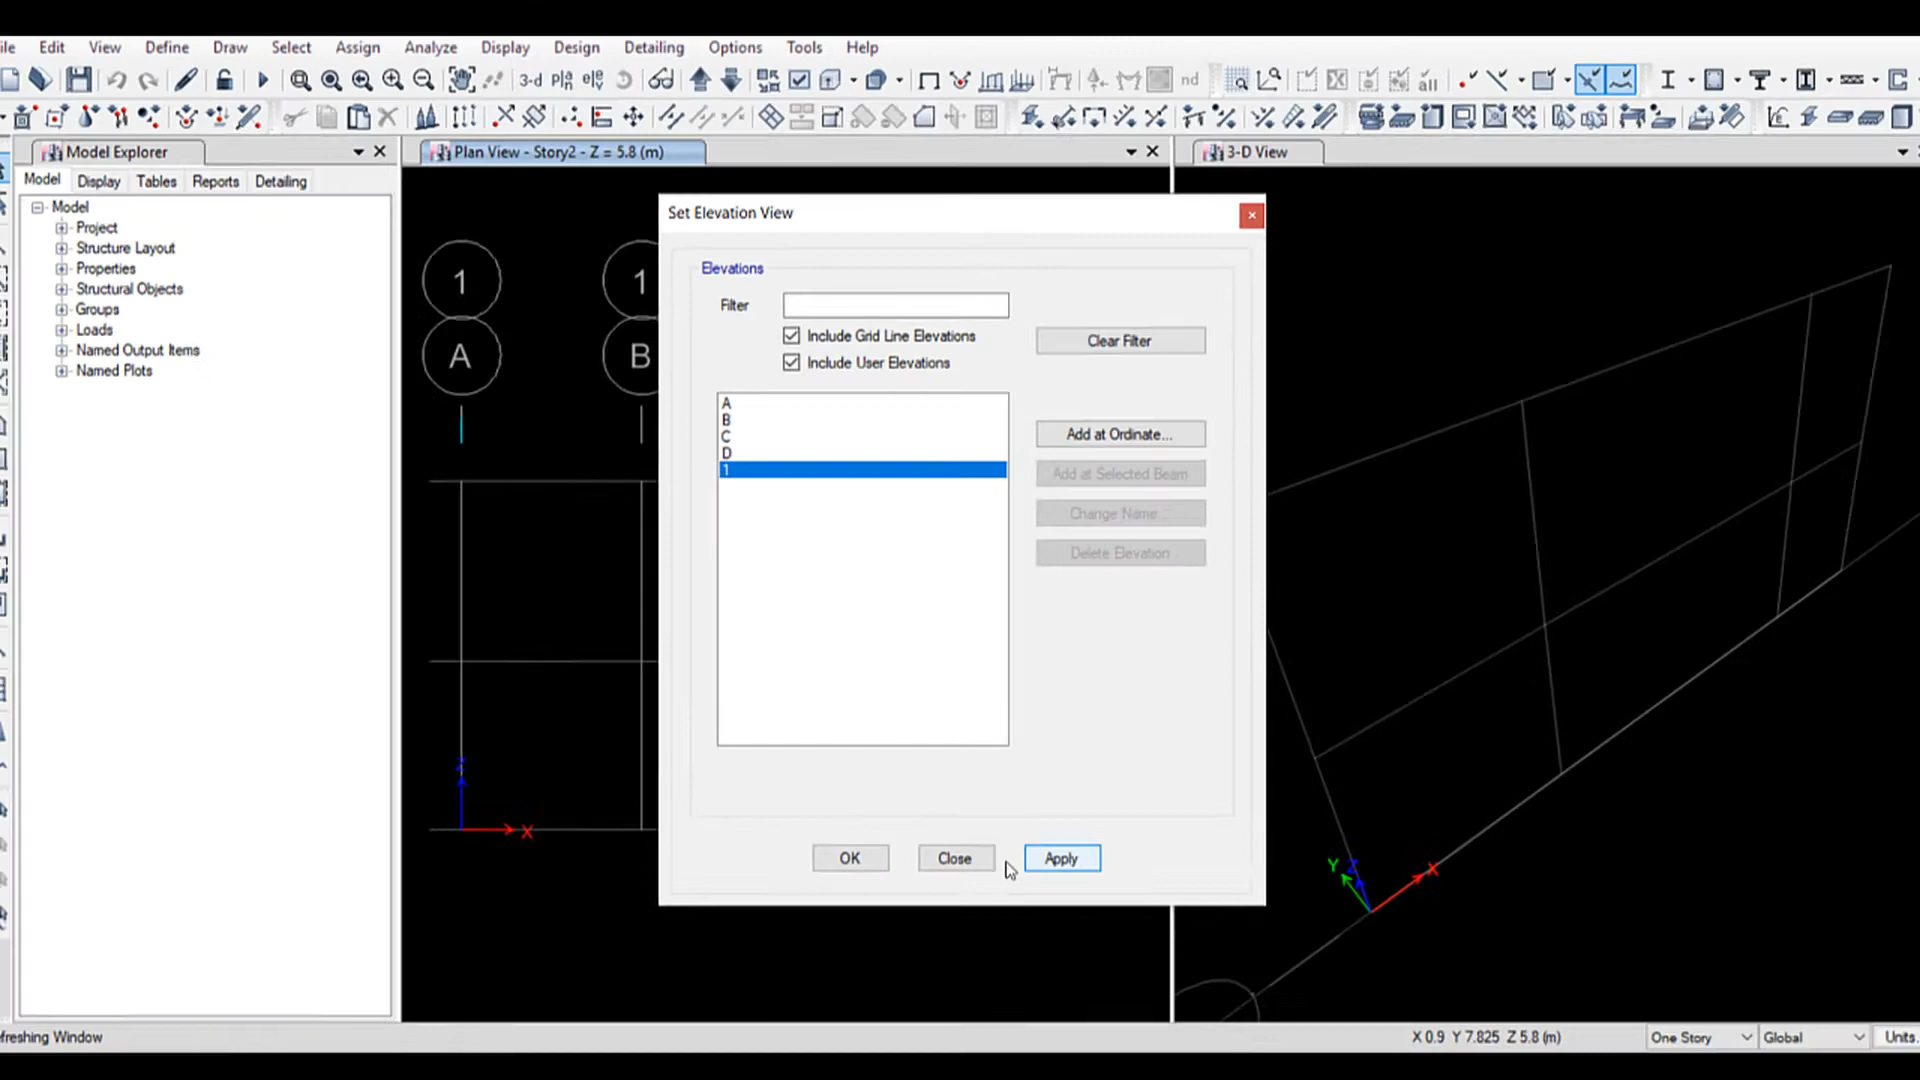 ile Edit View Define Draw Select Assign Analyze Display Design Detailing Options Tools Help
3-d nd all
Model Explorer
Plan View - Story2 - Z = 5.8 (m)
3-D View
Model Display Tables Reports Detailing
Model
Project
Structure Layout
Properties
Structural Objects
Groups
Loads
Named Output Items
Named Plots
1
1
A
B
Z
X
Set Elevation View
Elevations
Filter
Include Grid Line Elevations
Include User Elevations
Clear Filter
A
B
C
D
1
Add at Ordinate...
Add at Selected Beam
Change Name...
Delete Elevation
OK
Close
Apply
Y
Z
X
efreshing Window
X 0.9 Y 7.825 Z 5.8 (m)
One Story
Global
Units.